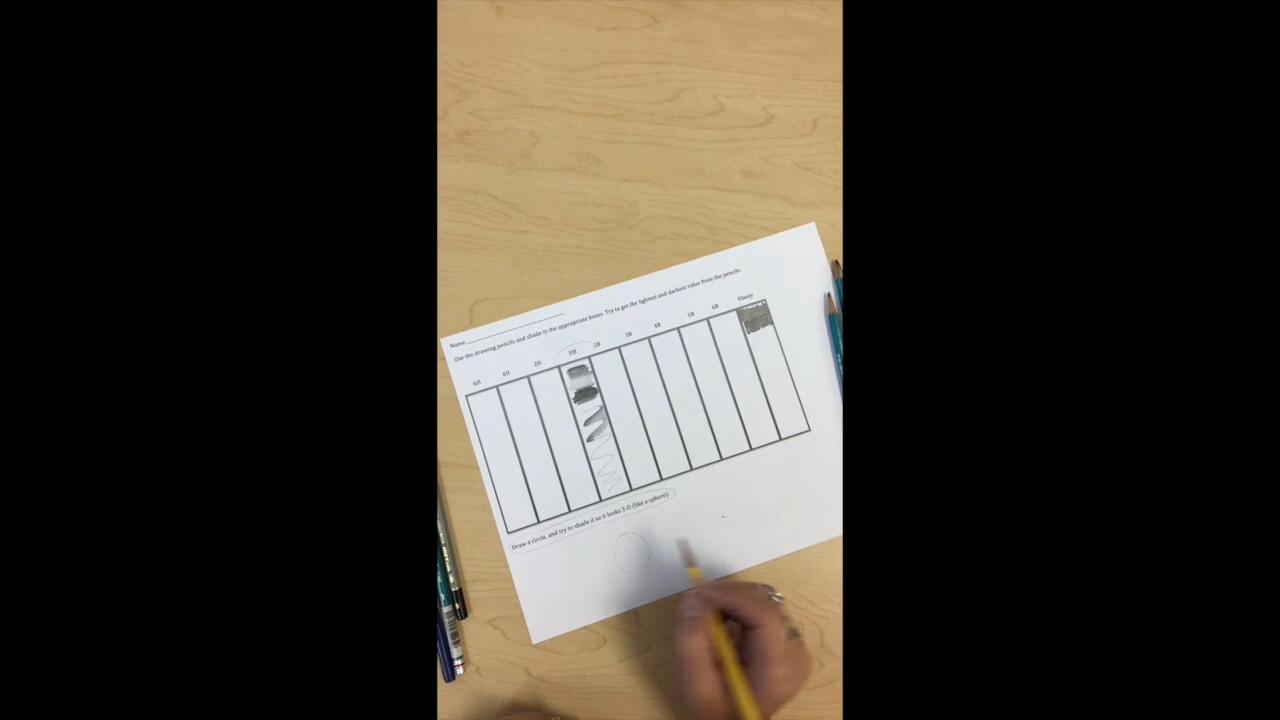 Name:
Use the drawing pencils and shade in the appropriate boxes. Try to get the lightest and darkest value from the pencils.
6H 4H 2H HB 2B 3B 4B 5B 6B Ebony
Draw a circle, and try to shade it so it looks 3-D (like a sphere)